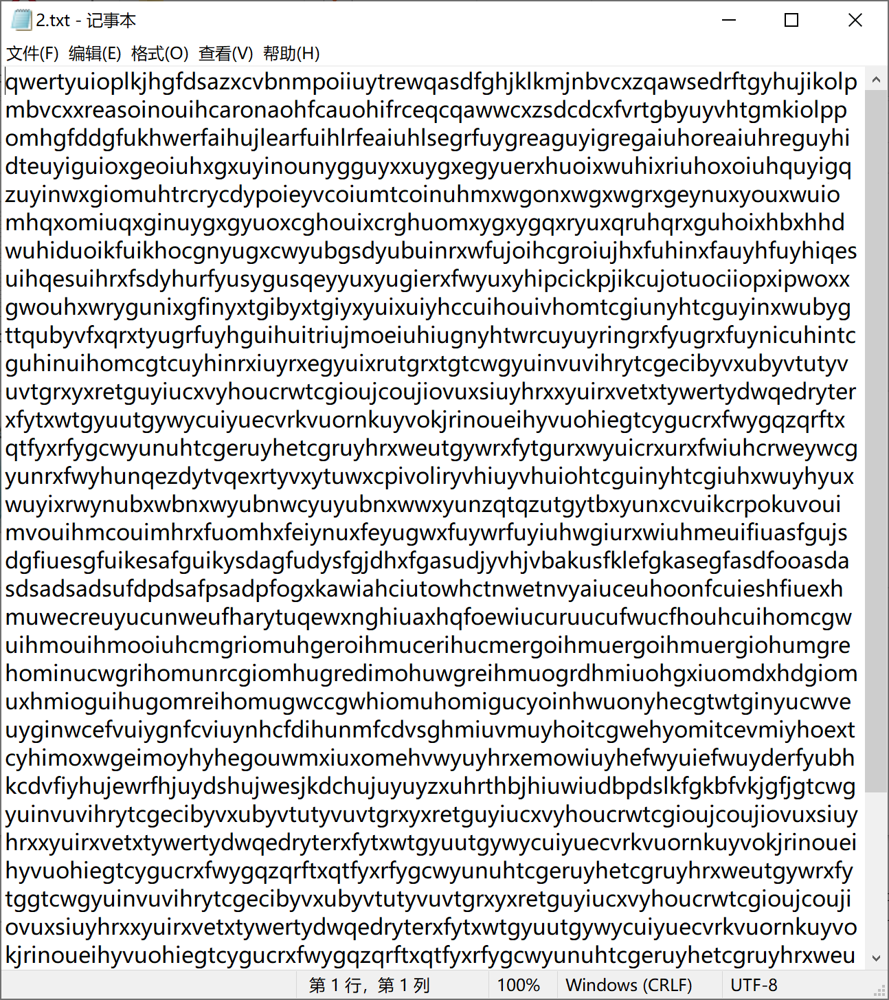 2.txt - 记事本
文件(F) 编辑(E) 格式(O) 查看(V) 帮助(H)
qwertyuioplkjhgfdsazxcvbnmpoiiuytrewqasdfghjklkmjnbvcxzqawsedrftgyhujikolp
mbvcxxreasoinouihcaronaohfcauohifrceqcqawwcxzsdcdcxfvrtgbyuyvhtgmkiolpp
omhgfddgfukhwerfaihujlearfuihlrfeaiuhlsegrfuygreaguyigregaiuhoreaiuhreguyhi
dteuyiguioxgeoiuhxgxuyinounygguyxxuygxegyuerxhuoixwuhixriuhoxoiuhquyigq
zuyinwxgiomuhtrcrycdypoieyvcoiumtcoinuhmxwgonxwgxwgrxgeynuxyouxwuio
mhqxomiuqxginuygxgyuoxcghouixcrghuomxygxygqxryuxqruhqrxguhoixhbxhhd
wuhiduoikfuikhocgnyugxcwyubgsdyubuinrxwfujoihcgroiujhxfuhinxfauyhfuyhiqes
uihqesuihrxfsdyhurfyusygusqeyyuxyugierxfwyuxyhipcickpjikcujotuociiopxipwoxx
gwouhxwrygunixgfinyxtgibyxtgiyxyuixuiyhccuihouivhomtcgiunyhtcguyinxwubyg
ttqubyvfxqrxtyugrfuyhguihuitriujmoeiuhiugnyhtwrcuyuyringrxfyugrxfuynicuhintc
guhinuihomcgtcuyhinrxiuyrxegyuixrutgrxtgtcwgyuinvuvihrytcgecibyvxubyvtutyv
uvtgrxyxretguyiucxvyhoucrwtcgioujcoujiovuxsiuyhrxxyuirxvetxtywertydwqedryter
xfytxwtgyuutgywycuiyuecvrkvuornkuyvokjrinoueihyvuohiegtcygucrxfwygqzqrftx
qtfyxrfygcwyunuhtcgeruyhetcgruyhrxweutgywrxfytgurxwyuicrxurxfwiuhcrweywcg
yunrxfwyhunqezdytvqexrtyvxytuwxcpivoliryvhiuyvhuiohtcguinyhtcgiuhxwuyhyux
wuyixrwynubxwbnxwyubnwcyuyubnxwwxyunzqtqzutgytbxyunxcvuikcrpokuvoui
mvouihmcouimhrxfuomhxfeiynuxfeyugwxfuywrfuyiuhwgiurxwiuhmeuifiuasfgujs
dgfiuesgfuikesafguikysdagfudysfgjdhxfgasudjyvhjvbakusfklefgkasegfasdfooasda
sdsadsadsufdpdsafpsadpfogxkawiahciutowhctnwetnvyaiuceuhoonfcuieshfiuexh
muwecreuyucunweufharytuqewxnghiuaxhqfoewiucuruucufwucfhouhcuihomcgw
uihmouihmooiuhcmgriomuhgeroihmucerihucmergoihmuergoihmuergiohumgre
hominucwgrihomunrcgiomhugredimohuwgreihmuogrdhmiuohgxiuomdxhdgiom
uxhmioguihugomreihomugwccgwhiomuhomigucyoinhwuonyhecgtwtginyucwve
uyginwcefvuiygnfcviuynhcfdihunmfcdvsghmiuvmuyhoitcgwehyomitcevmiyhoext
cyhimoxwgeimoyhyhegouwmxiuxomehvwyuyhrxemowiuyhefwyuiefwuyderfyubh
kcdvfiyhujewrfhjuydshujwesjkdchujuyuyzxuhrthbjhiuwiudbpdslkfgkbfvkjgfjgtcwg
yuinvuvihrytcgecibyvxubyvtutyvuvtgrxyxretguyiucxvyhoucrwtcgioujcoujiovuxsiuy
hrxxyuirxvetxtywertydwqedryterxfytxwtgyuutgywycuiyuecvrkvuornkuyvokjrinouei
hyvuohiegtcygucrxfwygqzqrftxqtfyxrfygcwyunuhtcgeruyhetcgruyhrxweutgywrxfy
tggtcwgyuinvuvihrytcgecibyvxubyvtutyvuvtgrxyxretguyiucxvyhoucrwtcgioujcouji
ovuxsiuyhrxxyuirxvetxtywertydwqedryterxfytxwtgyuutgywycuiyuecvrkvuornkuyvo
kjrinoueihyvuohiegtcygucrxfwygqzqrftxqtfyxrfygcwyunuhtcgeruyhetcgruyhrxweu
第 1 行，第 1 列 100% Windows (CRLF) UTF-8